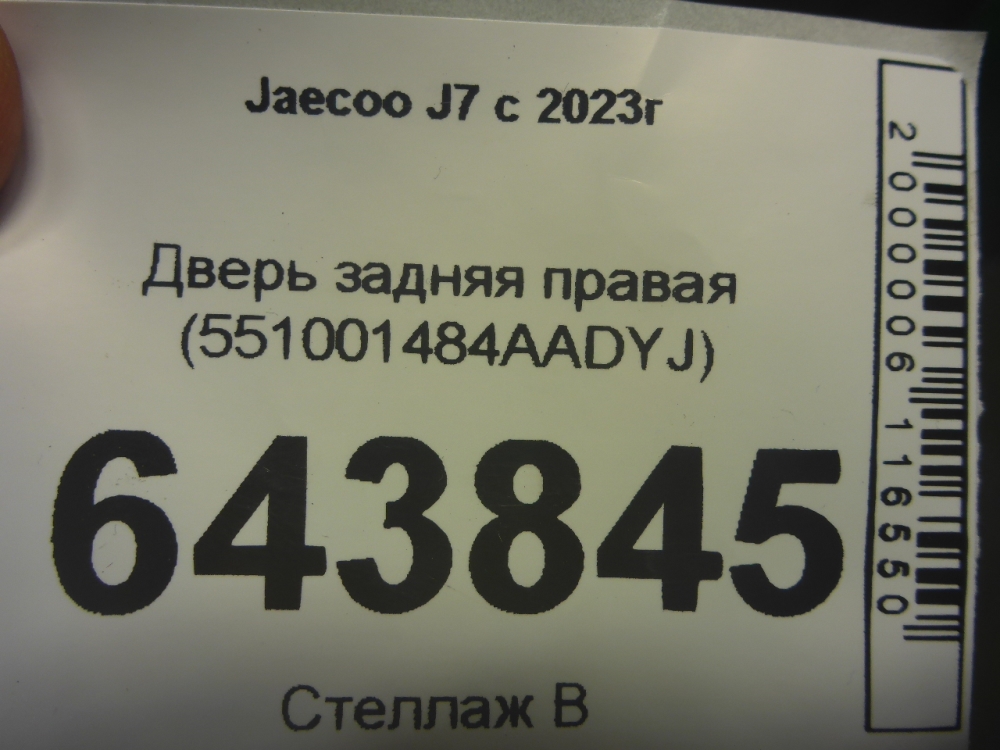 Jaecoo J7 с 2023г
Дверь задняя правая
(551001484AADYJ)
643845
Стеллаж B
2000006116550